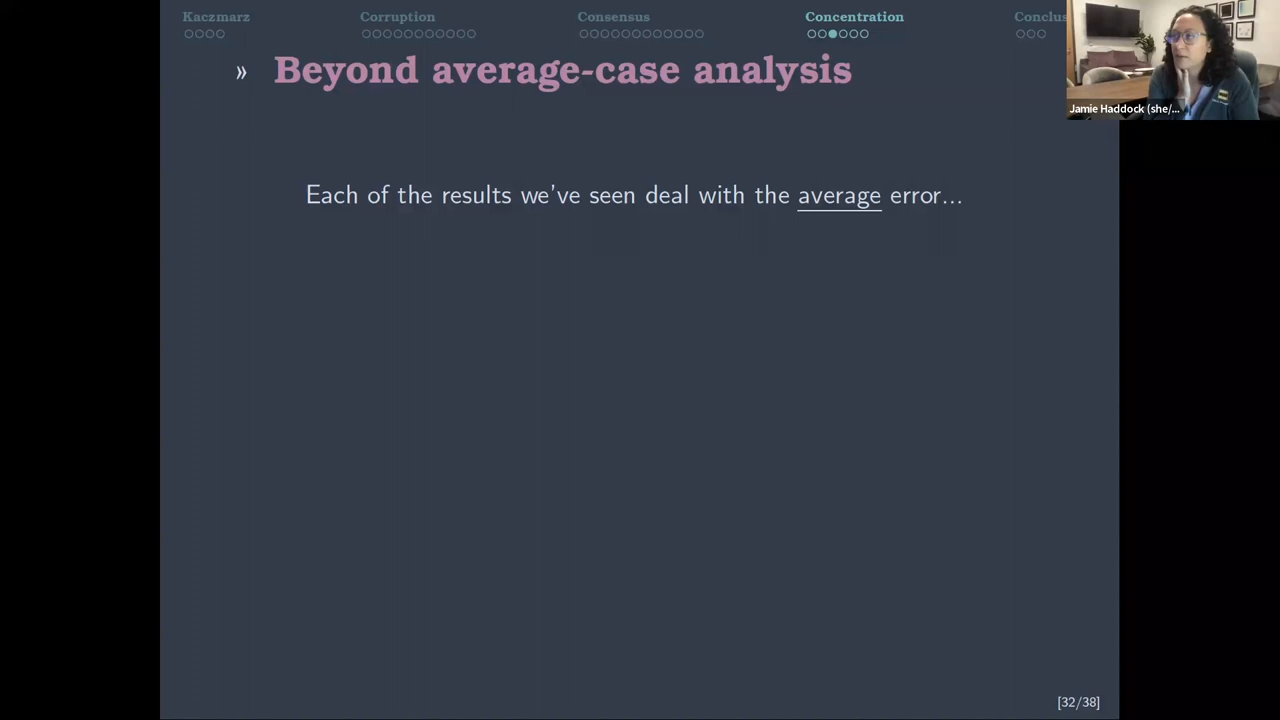 Kaczmarz Corruption Consensus Concentration Conclus
» Beyond average-case analysis
Jamie Haddock (she/...
Each of the results we've seen deal with the average error...
[32/38]